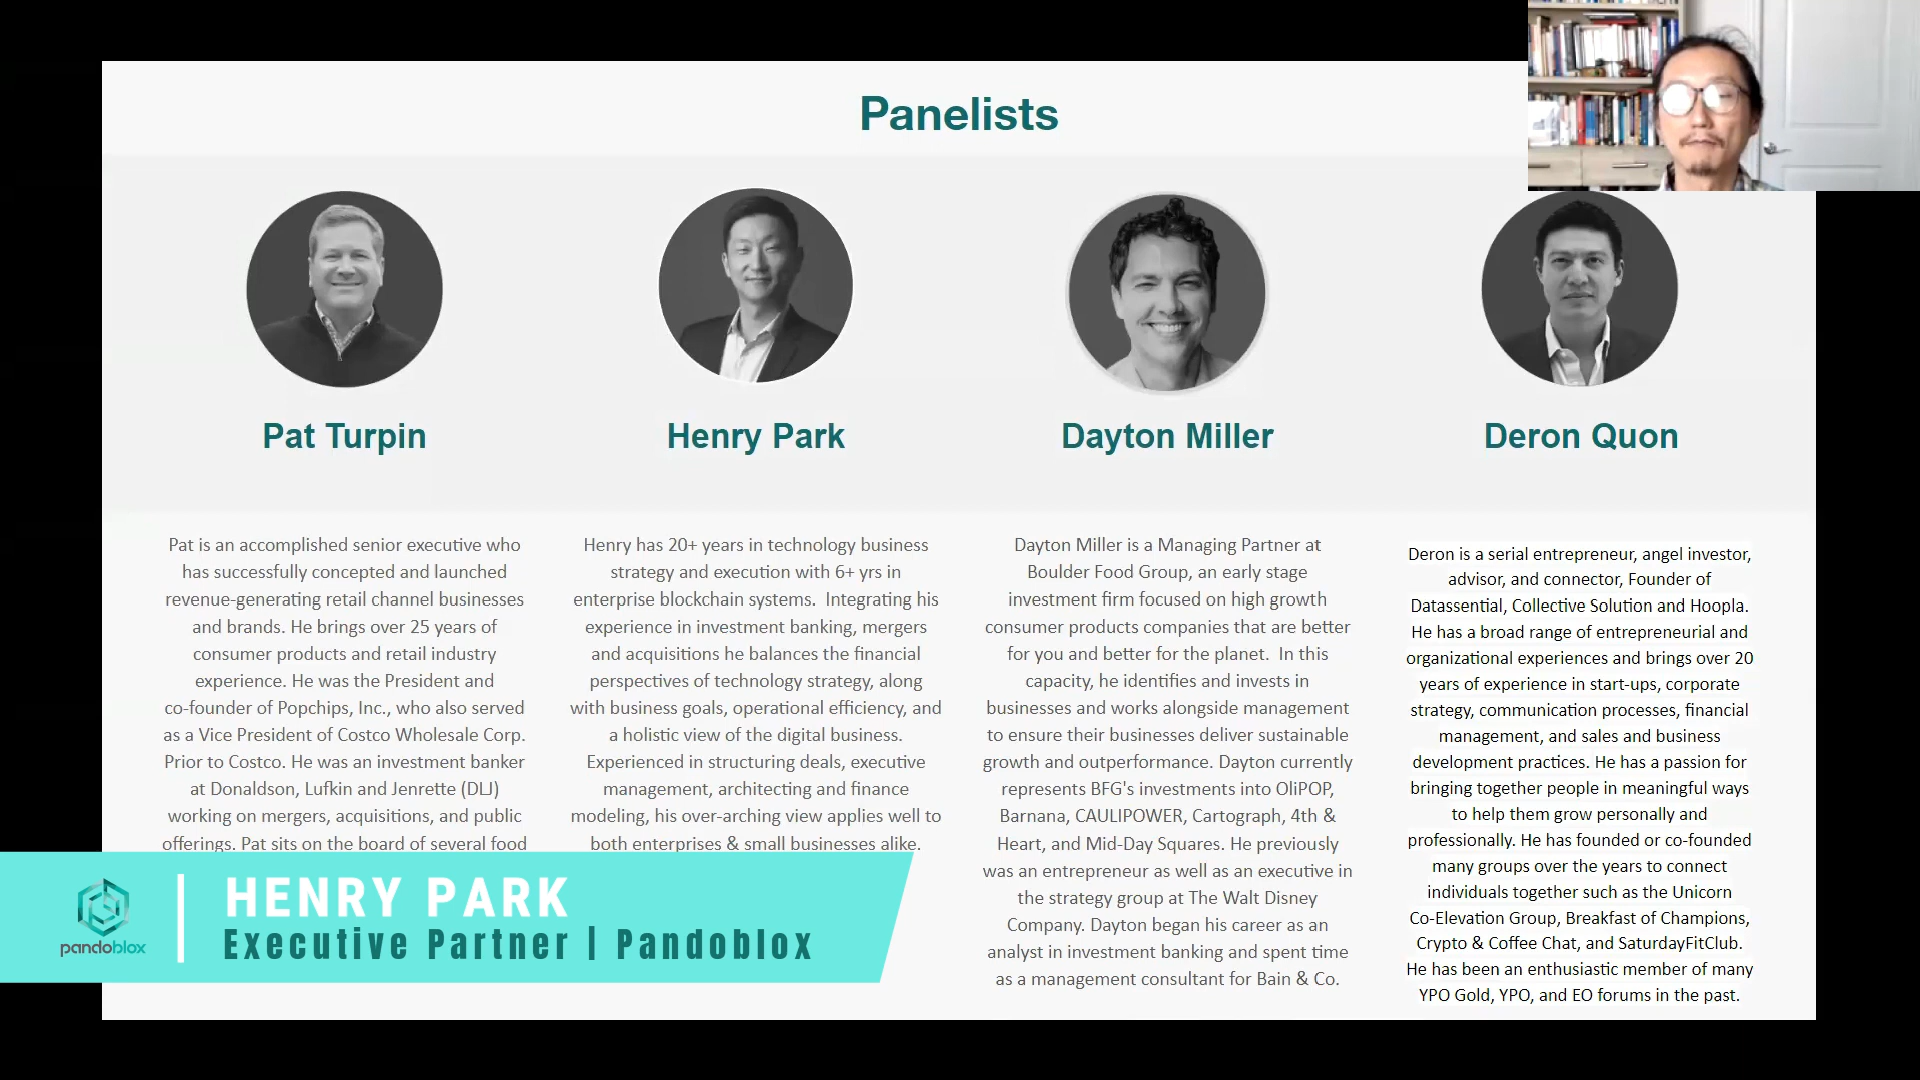 Panelists
Pat Turpin
Henry Park
Dayton Miller
Deron Quon
Pat is an accomplished senior executive who
has successfully concepted and launched
revenue-generating retail channel businesses
and brands. He brings over 25 years of
consumer products and retail industry
experience. He was the President and
co-founder of Popchips, Inc., who also served
as a Vice President of Costco Wholesale Corp.
Prior to Costco. He was an investment banker
at Donaldson, Lufkin and Jenrette (DLJ)
working on mergers, acquisitions, and public
offerings. Pat sits on the board of several food
Henry has 20+ years in technology business
strategy and execution with 6+ yrs in
enterprise blockchain systems. Integrating his
experience in investment banking, mergers
and acquisitions he balances the financial
perspectives of technology strategy, along
with business goals, operational efficiency, and
a holistic view of the digital business.
Experienced in structuring deals, executive
management, architecting and finance
modeling, his over-arching view applies well to
both enterprises & small businesses alike.
Dayton Miller is a Managing Partner at
Boulder Food Group, an early stage
investment firm focused on high growth
consumer products companies that are better
for you and better for the planet. In this
capacity, he identifies and invests in
businesses and works alongside management
to ensure their businesses deliver sustainable
growth and outperformance. Dayton currently
represents BFG's investments into OliPOP,
Barnana, CAULIPOWER, Cartograph, 4th &
Heart, and Mid-Day Squares. He previously
was an entrepreneur as well as an executive in
the strategy group at The Walt Disney
Company. Dayton began his career as an
analyst in investment banking and spent time
as a management consultant for Bain & Co.
Deron is a serial entrepreneur, angel investor,
advisor, and connector, Founder of
Datassential, Collective Solution and Hoopla.
He has a broad range of entrepreneurial and
organizational experiences and brings over 20
years of experience in start-ups, corporate
strategy, communication processes, financial
management, and sales and business
development practices. He has a passion for
bringing together people in meaningful ways
to help them grow personally and
professionally. He has founded or co-founded
many groups over the years to connect
individuals together such as the Unicorn
Co-Elevation Group, Breakfast of Champions,
Crypto & Coffee Chat, and SaturdayFitClub.
He has been an enthusiastic member of many
YPO Gold, YPO, and EO forums in the past.
pandoblox
HENRY PARK
Executive Partner | Pandoblox